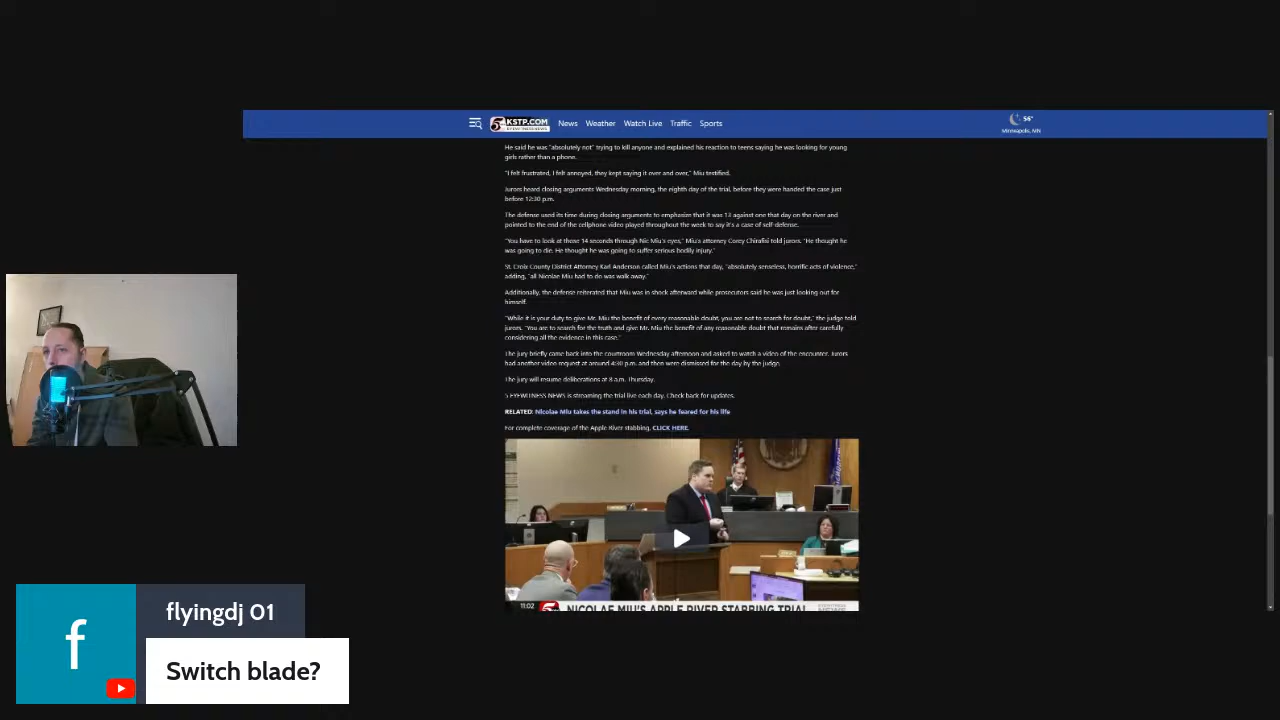 KSTP.COM
EYEWITNESS NEWS
News Weather Watch Live Traffic Sports
56°
Minneapolis, MN
He said he was "absolutely not" trying to kill anyone and explained his reaction to teens saying he was looking for young
girls rather than a phone.
"I felt frustrated, I felt annoyed, they kept saying it over and over," Miu testified.
Jurors heard closing arguments Wednesday morning, the eighth day of the trial, before they were handed the case just
before 12:30 p.m.
The defense used its time during closing arguments to emphasize that it was 13 against one that day on the river and
pointed to the end of the cellphone video played throughout the week to say it's a case of self-defense.
"You have to look at those 14 seconds through Nic Miu's eyes," Miu's attorney Corey Chirafisi told jurors. "He thought he
was going to die. He thought he was going to suffer serious bodily injury."
St. Croix County District Attorney Karl Anderson called Miu's actions that day, "absolutely senseless, horrific acts of violence,"
adding, "all Nicolae Miu had to do was walk away."
Additionally, the defense reiterated that Miu was in shock afterward while prosecutors said he was just looking out for
himself.
"While it is your duty to give Mr. Miu the benefit of every reasonable doubt, you are not to search for doubt," the judge told
jurors. "You are to search for the truth and give Mr. Miu the benefit of any reasonable doubt that remains after carefully
considering all the evidence in this case."
The jury briefly came back into the courtroom Wednesday afternoon and asked to watch a video of the encounter. Jurors
had another video request at around 4:30 p.m. and then were dismissed for the day by the judge.
The jury will resume deliberations at 8 a.m. Thursday.
5 EYEWITNESS NEWS is streaming the trial live each day. Check back for updates.
RELATED: Nicolae Miu takes the stand in his trial, says he feared for his life
For complete coverage of the Apple River stabbing, CLICK HERE.
11:02 5 NICOLAE MIU'S APPLE RIVER STABBING TRIAL
f
flyingdj 01
Switch blade?